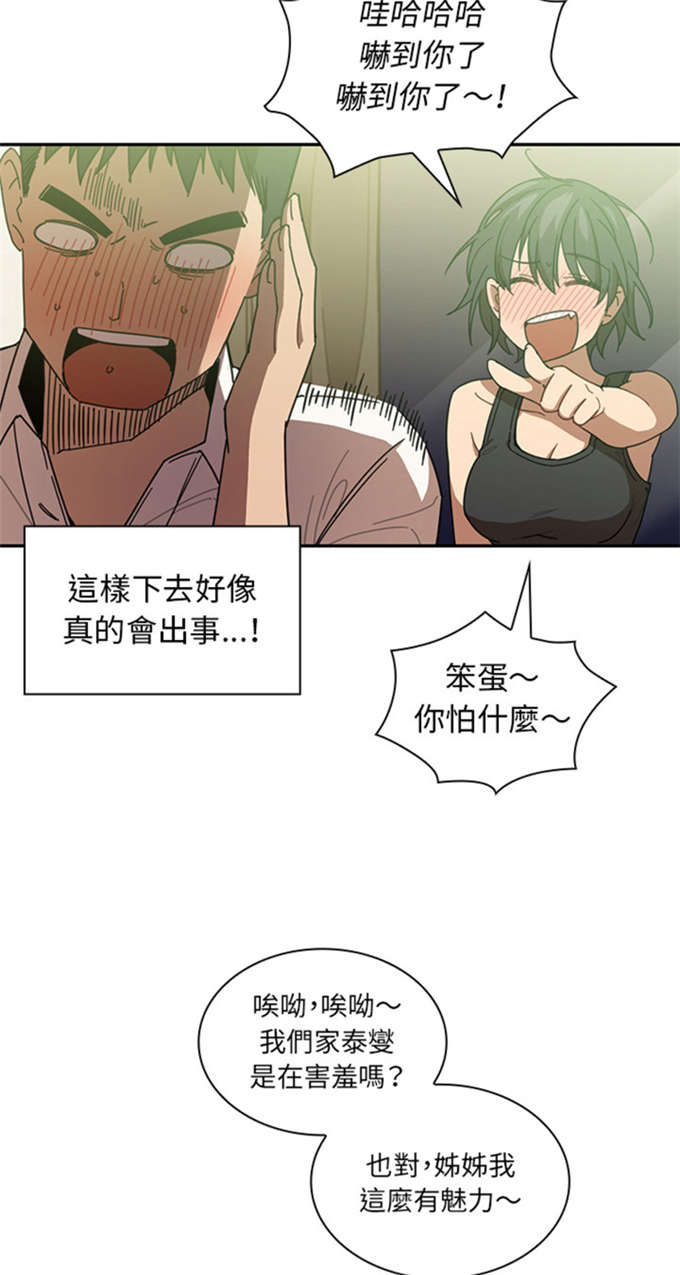 哇哈哈哈
嚇到你了
嚇到你了～！
這樣下去好像
真的會出事...！
笨蛋～
你怕什麼～
唉呦，唉呦～
我們家泰燮
是在害羞嗎？
也對，姊姊我
這麼有魅力～